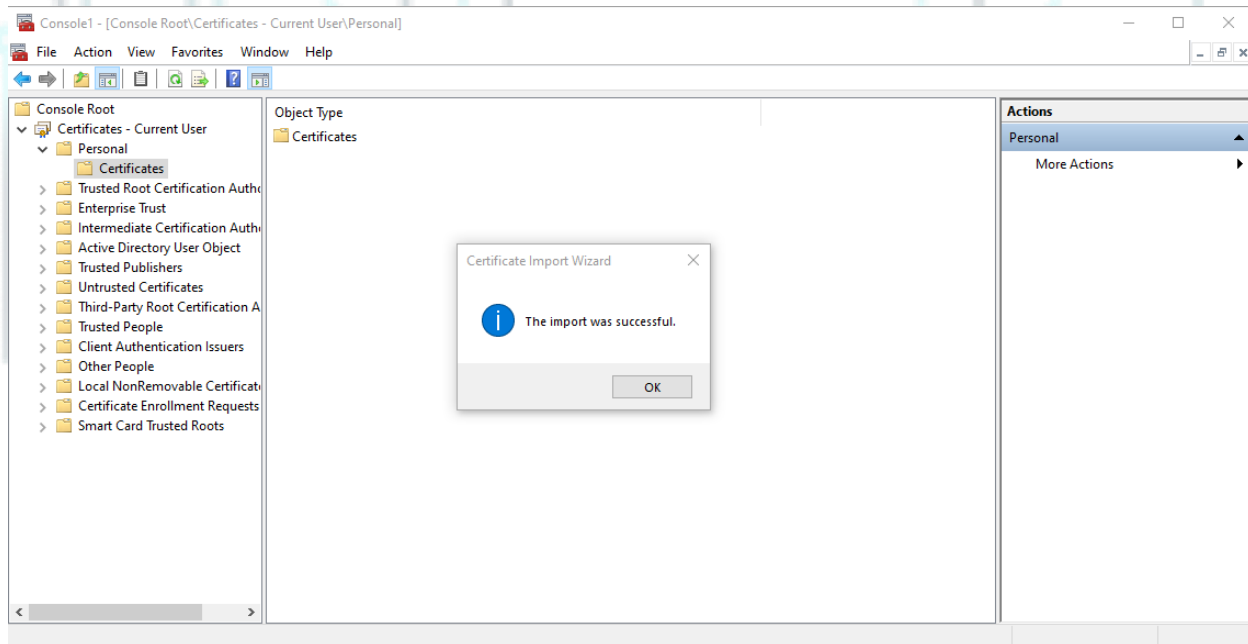 Console1 - [Console Root\Certificates - Current User\Personal]
File Action View Favorites Window Help
Console Root
Certificates - Current User
Personal
Certificates
Trusted Root Certification Autho
Enterprise Trust
Intermediate Certification Autho
Active Directory User Object
Trusted Publishers
Untrusted Certificates
Third-Party Root Certification A
Trusted People
Client Authentication Issuers
Other People
Local NonRemovable Certificate
Certificate Enrollment Requests
Smart Card Trusted Roots
Object Type
Certificates
Certificate Import Wizard
The import was successful.
OK
Actions
Personal
More Actions